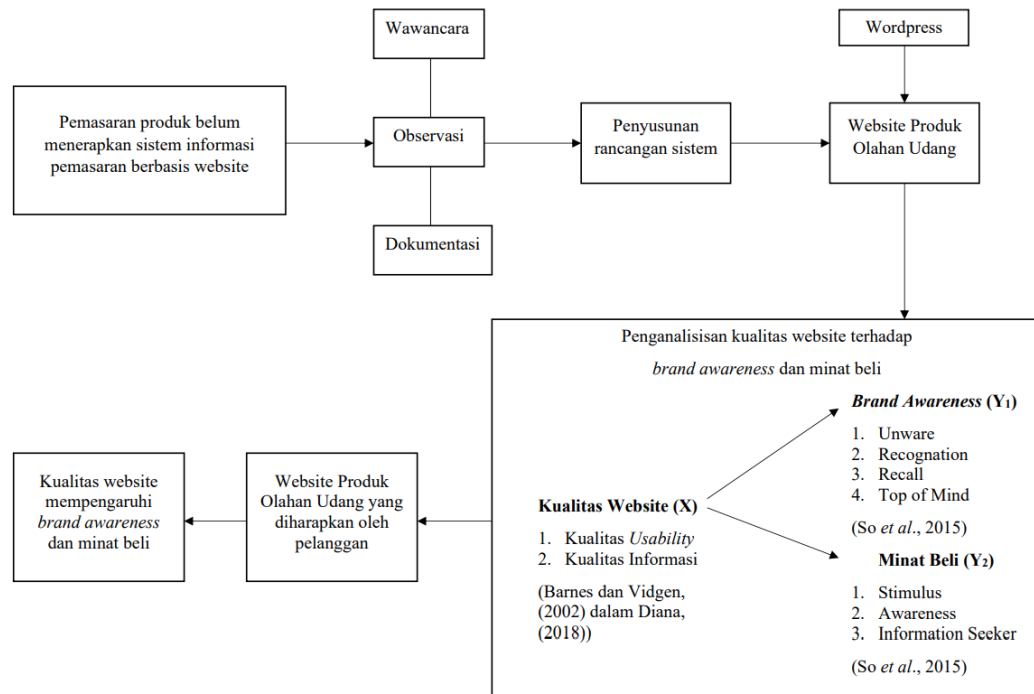 Wawancara
Wordpress
Pemasaran produk belum
menerapkan sistem informasi
pemasaran berbasis website
Observasi
Penyusunan
rancangan sistem
Website Produk
Olahan Udang
Dokumentasi
Penganalisisan kualitas website terhadap
brand awareness dan minat beli
Brand Awareness (Y₁)
1. Unware
2. Recognation
3. Recall
4. Top of Mind
(So et al., 2015)
Kualitas Website (X)
1. Kualitas Usability
2. Kualitas Informasi
(Barnes dan Vidgen,
(2002) dalam Diana,
(2018))
Minat Beli (Y₂)
1. Stimulus
2. Awareness
3. Information Seeker
(So et al., 2015)
Website Produk
Olahan Udang yang
diharapkan oleh
pelanggan
Kualitas website
mempengaruhi
brand awareness
dan minat beli